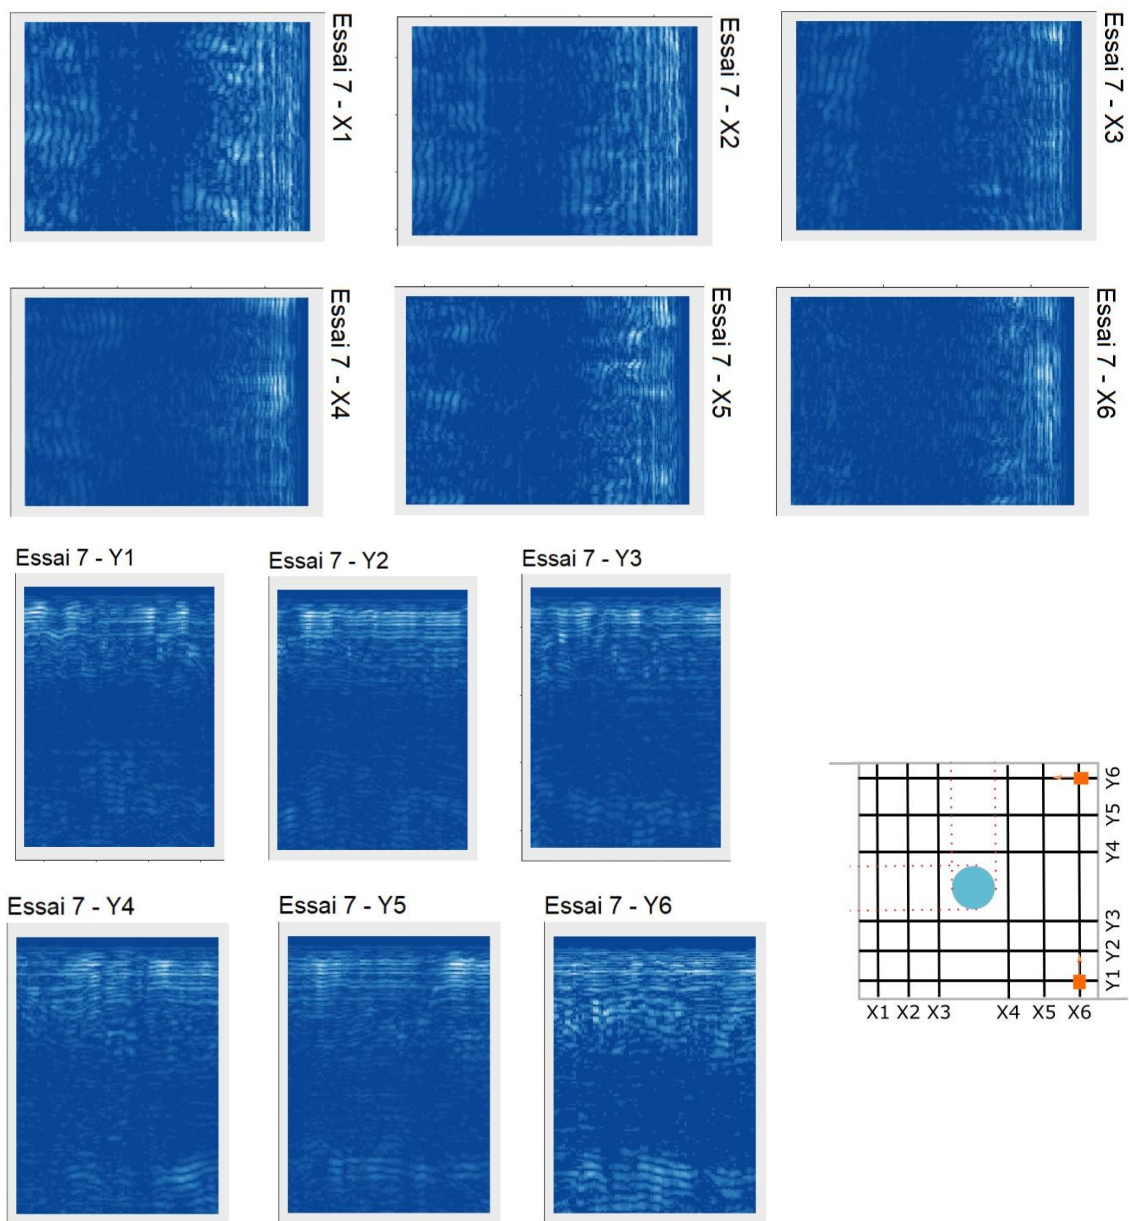 Essai 7 - X1
Essai 7 - X2
Essai 7 - X3
Essai 7 - X4
Essai 7 - X5
Essai 7 - X6
Essai 7 - Y1
Essai 7 - Y2
Essai 7 - Y3
Essai 7 - Y4
Essai 7 - Y5
Essai 7 - Y6
Y6
Y5
Y4
Y3
Y2
Y1
X1 X2 X3 X4 X5 X6